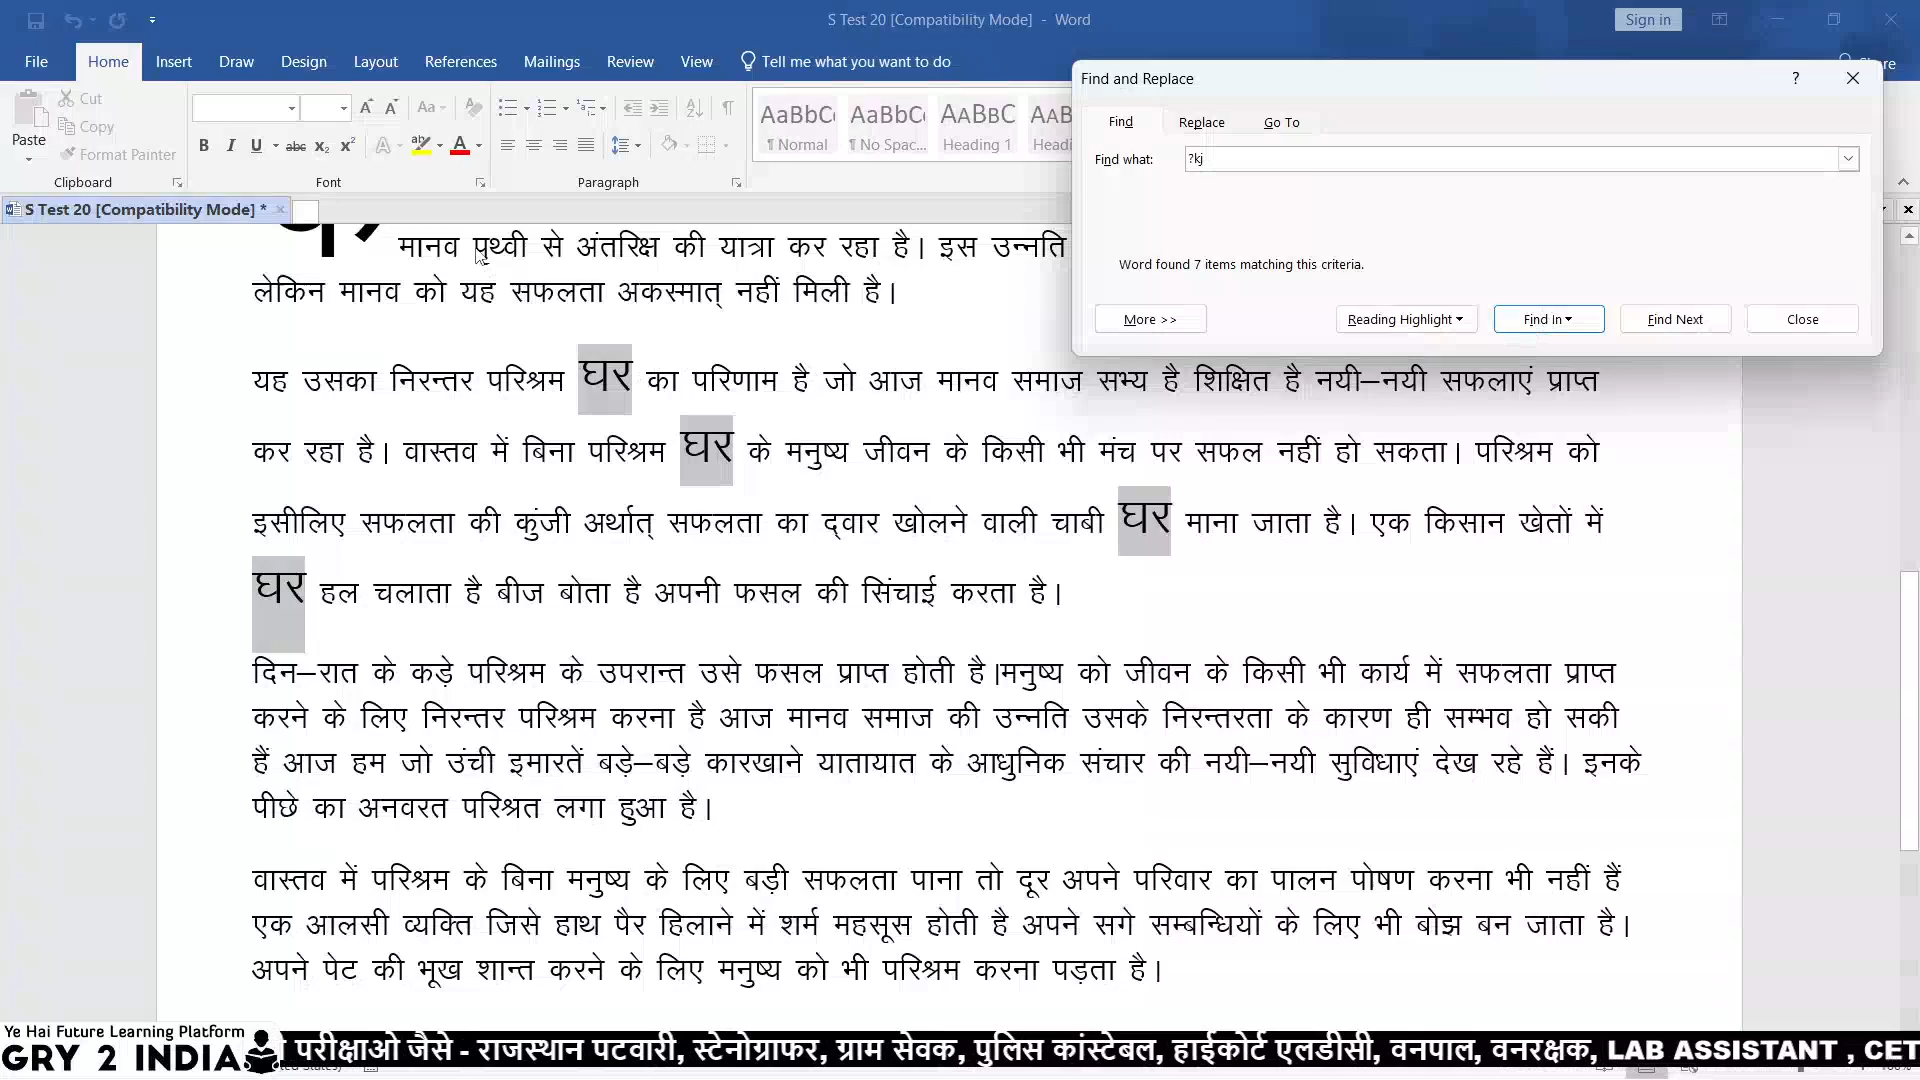 S Test 20 [Compatibility Mode] - Word
Sign in
File Home Insert Draw Design Layout References Mailings Review View Tell me what you want to do
Share
Find and Replace ?
Cut
Copy
Format Painter
Paste
Aa
B I U abc x₂ x² A A
AaBbCc AaBbCc AaBbC
¶ Normal ¶ No Spac... Heading 1
Clipboard Font Paragraph
Find Replace Go To
Find what: ?kj
Word found 7 items matching this criteria.
More >> Reading Highlight Find In Find Next Close
S Test 20 [Compatibility Mode] *
मानव पृथ्वी से अंतरिक्ष की यात्रा कर रहा है। इस उन्नति
लेकिन मानव को यह सफलता अकस्मात् नहीं मिली है।
यह उसका निरन्तर परिश्रम घर का परिणाम है जो आज मानव समाज सभ्य है शिक्षित है नयी–नयी सफलाएं प्राप्त
कर रहा है। वास्तव में बिना परिश्रम घर के मनुष्य जीवन के किसी भी मंच पर सफल नहीं हो सकता। परिश्रम को
इसीलिए सफलता की कुंजी अर्थात् सफलता का द्वार खोलने वाली चाबी घर माना जाता है। एक किसान खेतों में
घर हल चलाता है बीज बोता है अपनी फसल की सिंचाई करता है।
दिन–रात के कड़े परिश्रम के उपरान्त उसे फसल प्राप्त होती है।मनुष्य को जीवन के किसी भी कार्य में सफलता प्राप्त
करने के लिए निरन्तर परिश्रम करना है आज मानव समाज की उन्नति उसके निरन्तरता के कारण ही सम्भव हो सकी
हैं आज हम जो उंची इमारतें बड़े–बड़े कारखाने यातायात के आधुनिक संचार की नयी–नयी सुविधाएं देख रहे हैं। इनके
पीछे का अनवरत परिश्रत लगा हुआ है।
वास्तव में परिश्रम के बिना मनुष्य के लिए बड़ी सफलता पाना तो दूर अपने परिवार का पालन पोषण करना भी नहीं हैं
एक आलसी व्यक्ति जिसे हाथ पैर हिलाने में शर्म महसूस होती है अपने सगे सम्बन्धियों के लिए भी बोझ बन जाता है।
अपने पेट की भूख शान्त करने के लिए मनुष्य को भी परिश्रम करना पड़ता है।
Ye Hai Future Learning Platform
GRY 2 INDIA
परीक्षाओ जैसे - राजस्थान पटवारी, स्टेनोग्राफर, ग्राम सेवक, पुलिस कांस्टेबल, हाईकोर्ट एलडीसी, वनपाल, वनरक्षक, LAB ASSISTANT , CET